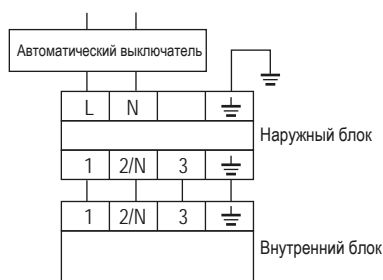 Автоматический выключатель
L N
Наружный блок
1 2/N 3
1 2/N 3
Внутренний блок